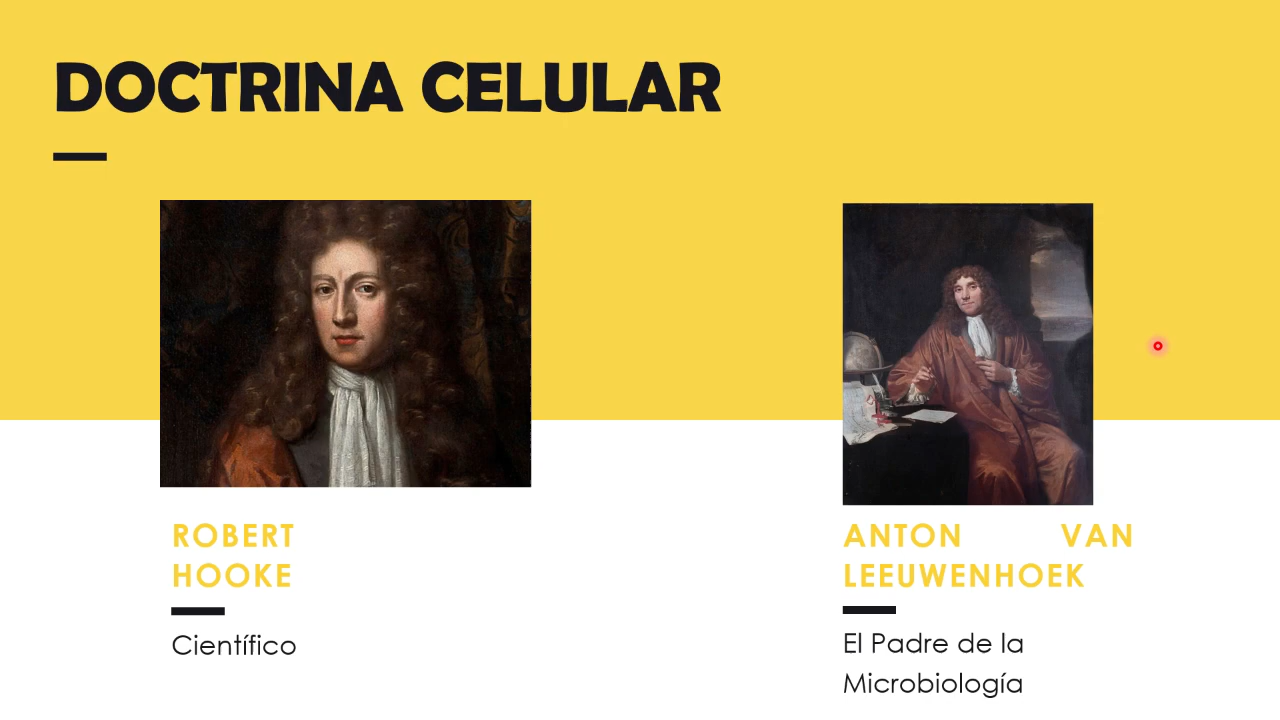 DOCTRINA CELULAR
ROBERT
HOOKE
Científico
ANTON VAN
LEEUWENHOEK
El Padre de la
Microbiología